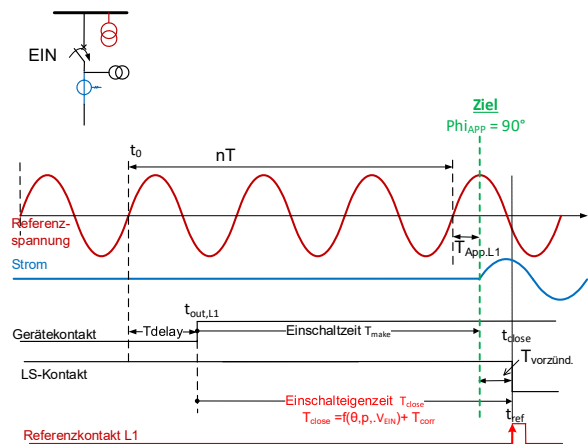 EIN
Ziel
Phi_APP = 90°
t_0
nT
Referenz-
spannung
T_App.L1
Strom
t_out,L1
Gerätekontakt
Tdelay
Einschaltzeit T_make
t_close
LS-Kontakt
T_vorzünd.
Einschalteigenzeit T_close
T_close =f(θ,p,.V_EIN)+ T_corr
t_ref
Referenzkontakt L1